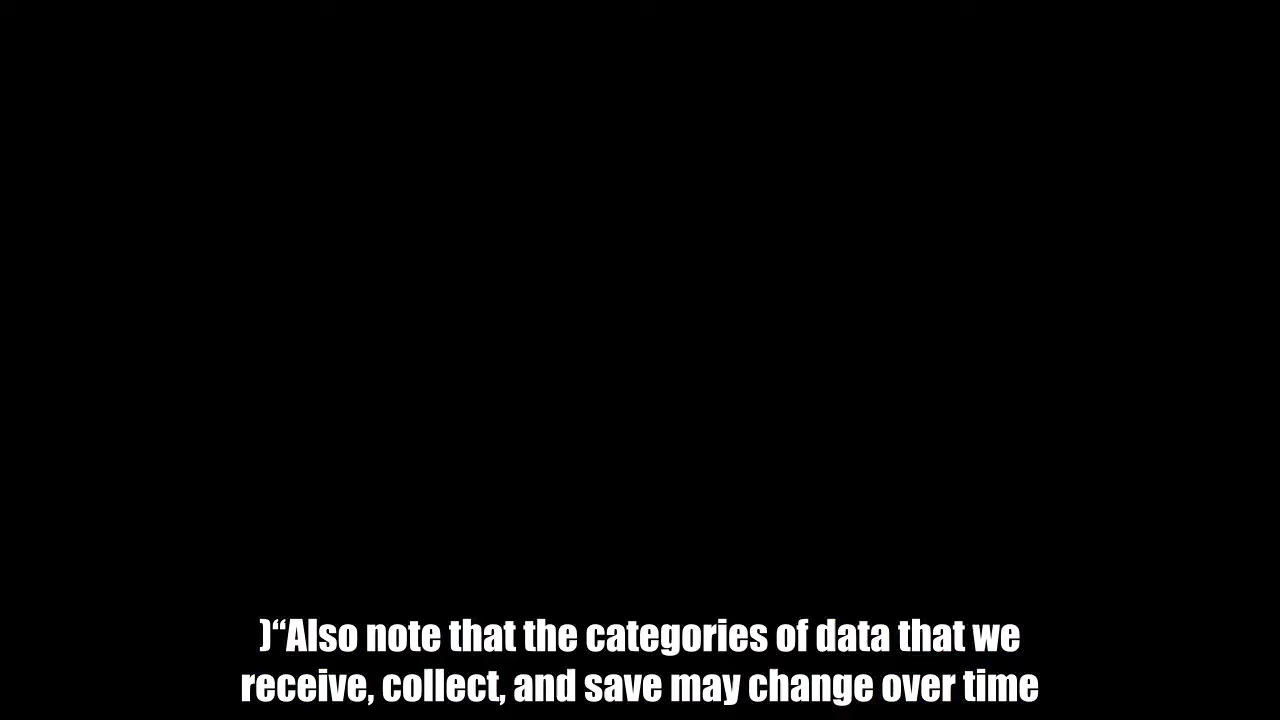 )“Also note that the categories of data that we
receive, collect, and save may change over time